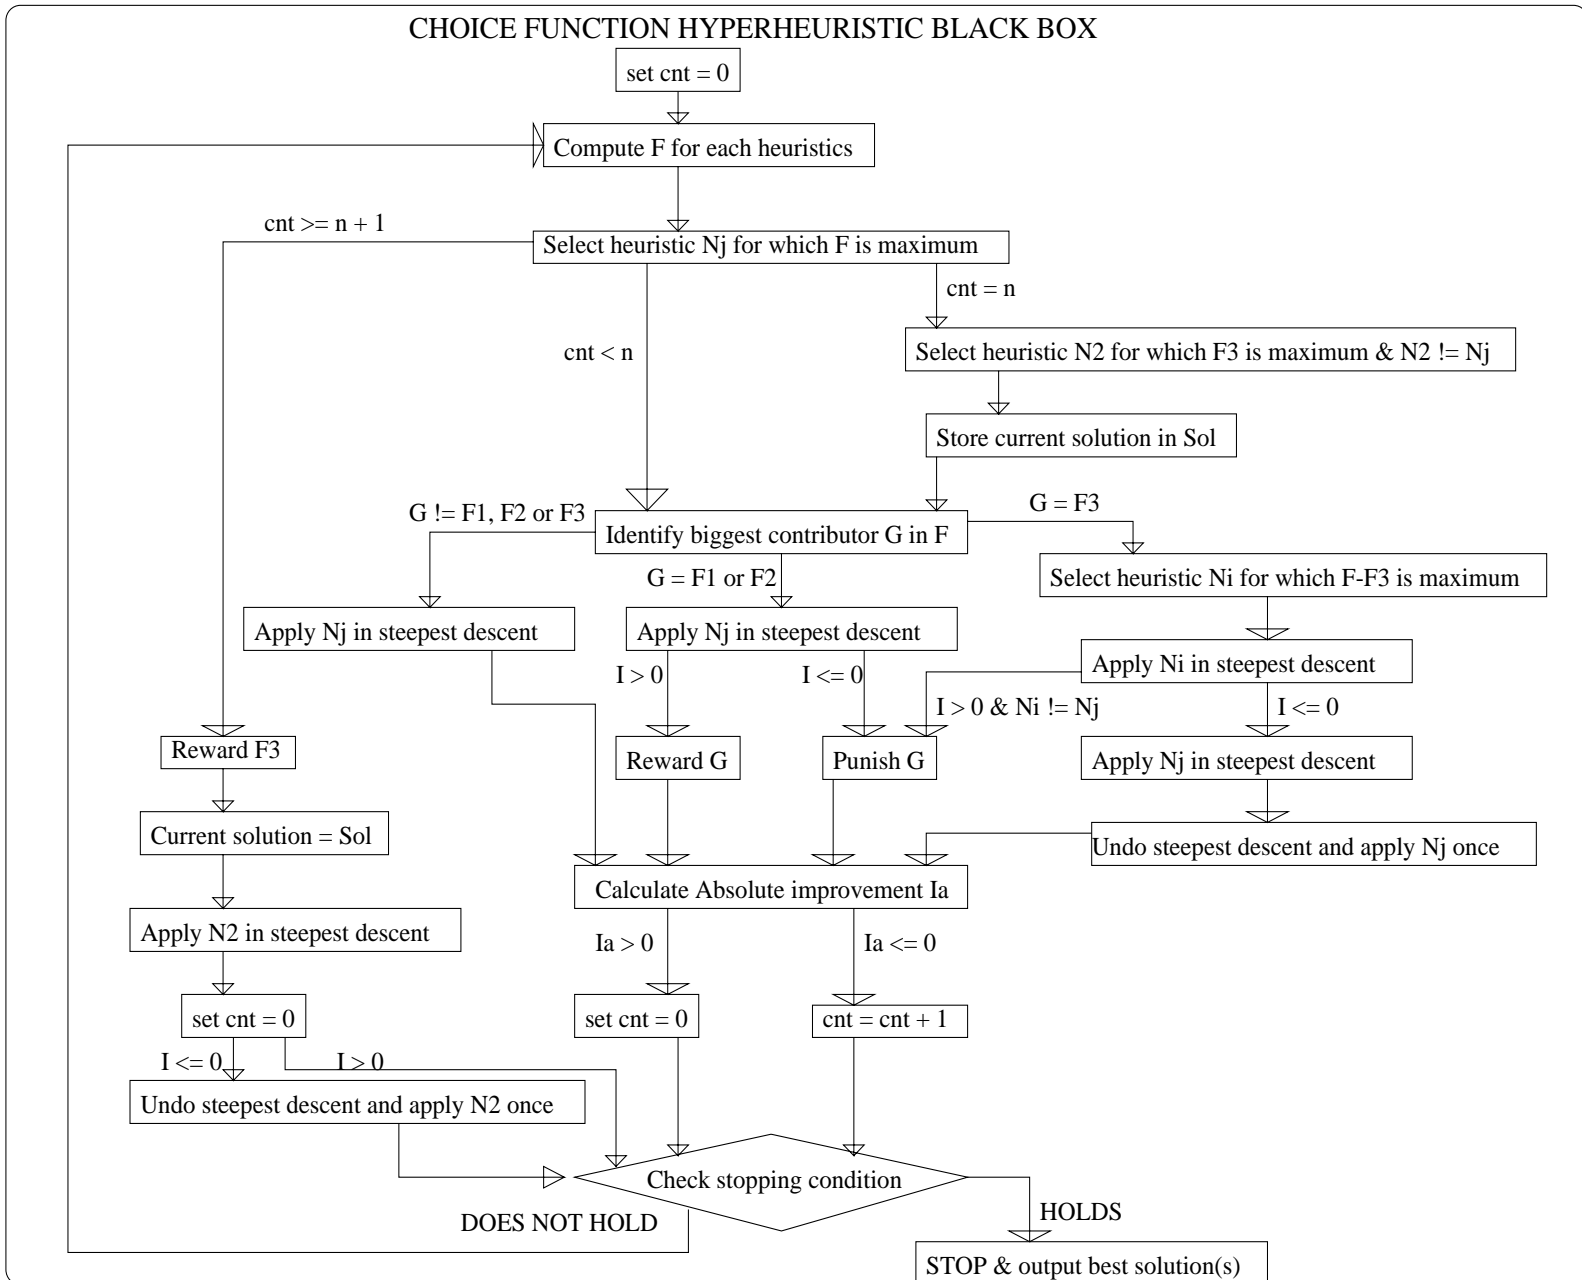 CHOICE FUNCTION HYPERHEURISTIC BLACK BOX
set cnt = 0
Compute F for each heuristics
cnt >= n + 1
Select heuristic Nj for which F is maximum
cnt = n
cnt < n
Select heuristic N2 for which F3 is maximum & N2 != Nj
Store current solution in Sol
G != F1, F2 or F3
G = F3
Identify biggest contributor G in F
G = F1 or F2
Select heuristic Ni for which F-F3 is maximum
Apply Nj in steepest descent
Apply Nj in steepest descent
Apply Ni in steepest descent
I > 0
I <= 0
I > 0 & Ni != Nj
I <= 0
Reward F3
Reward G
Punish G
Apply Nj in steepest descent
Current solution = Sol
Undo steepest descent and apply Nj once
Calculate Absolute improvement Ia
Apply N2 in steepest descent
Ia > 0
Ia <= 0
set cnt = 0
set cnt = 0
cnt = cnt + 1
I <= 0
I > 0
Undo steepest descent and apply N2 once
Check stopping condition
DOES NOT HOLD
HOLDS
STOP & output best solution(s)